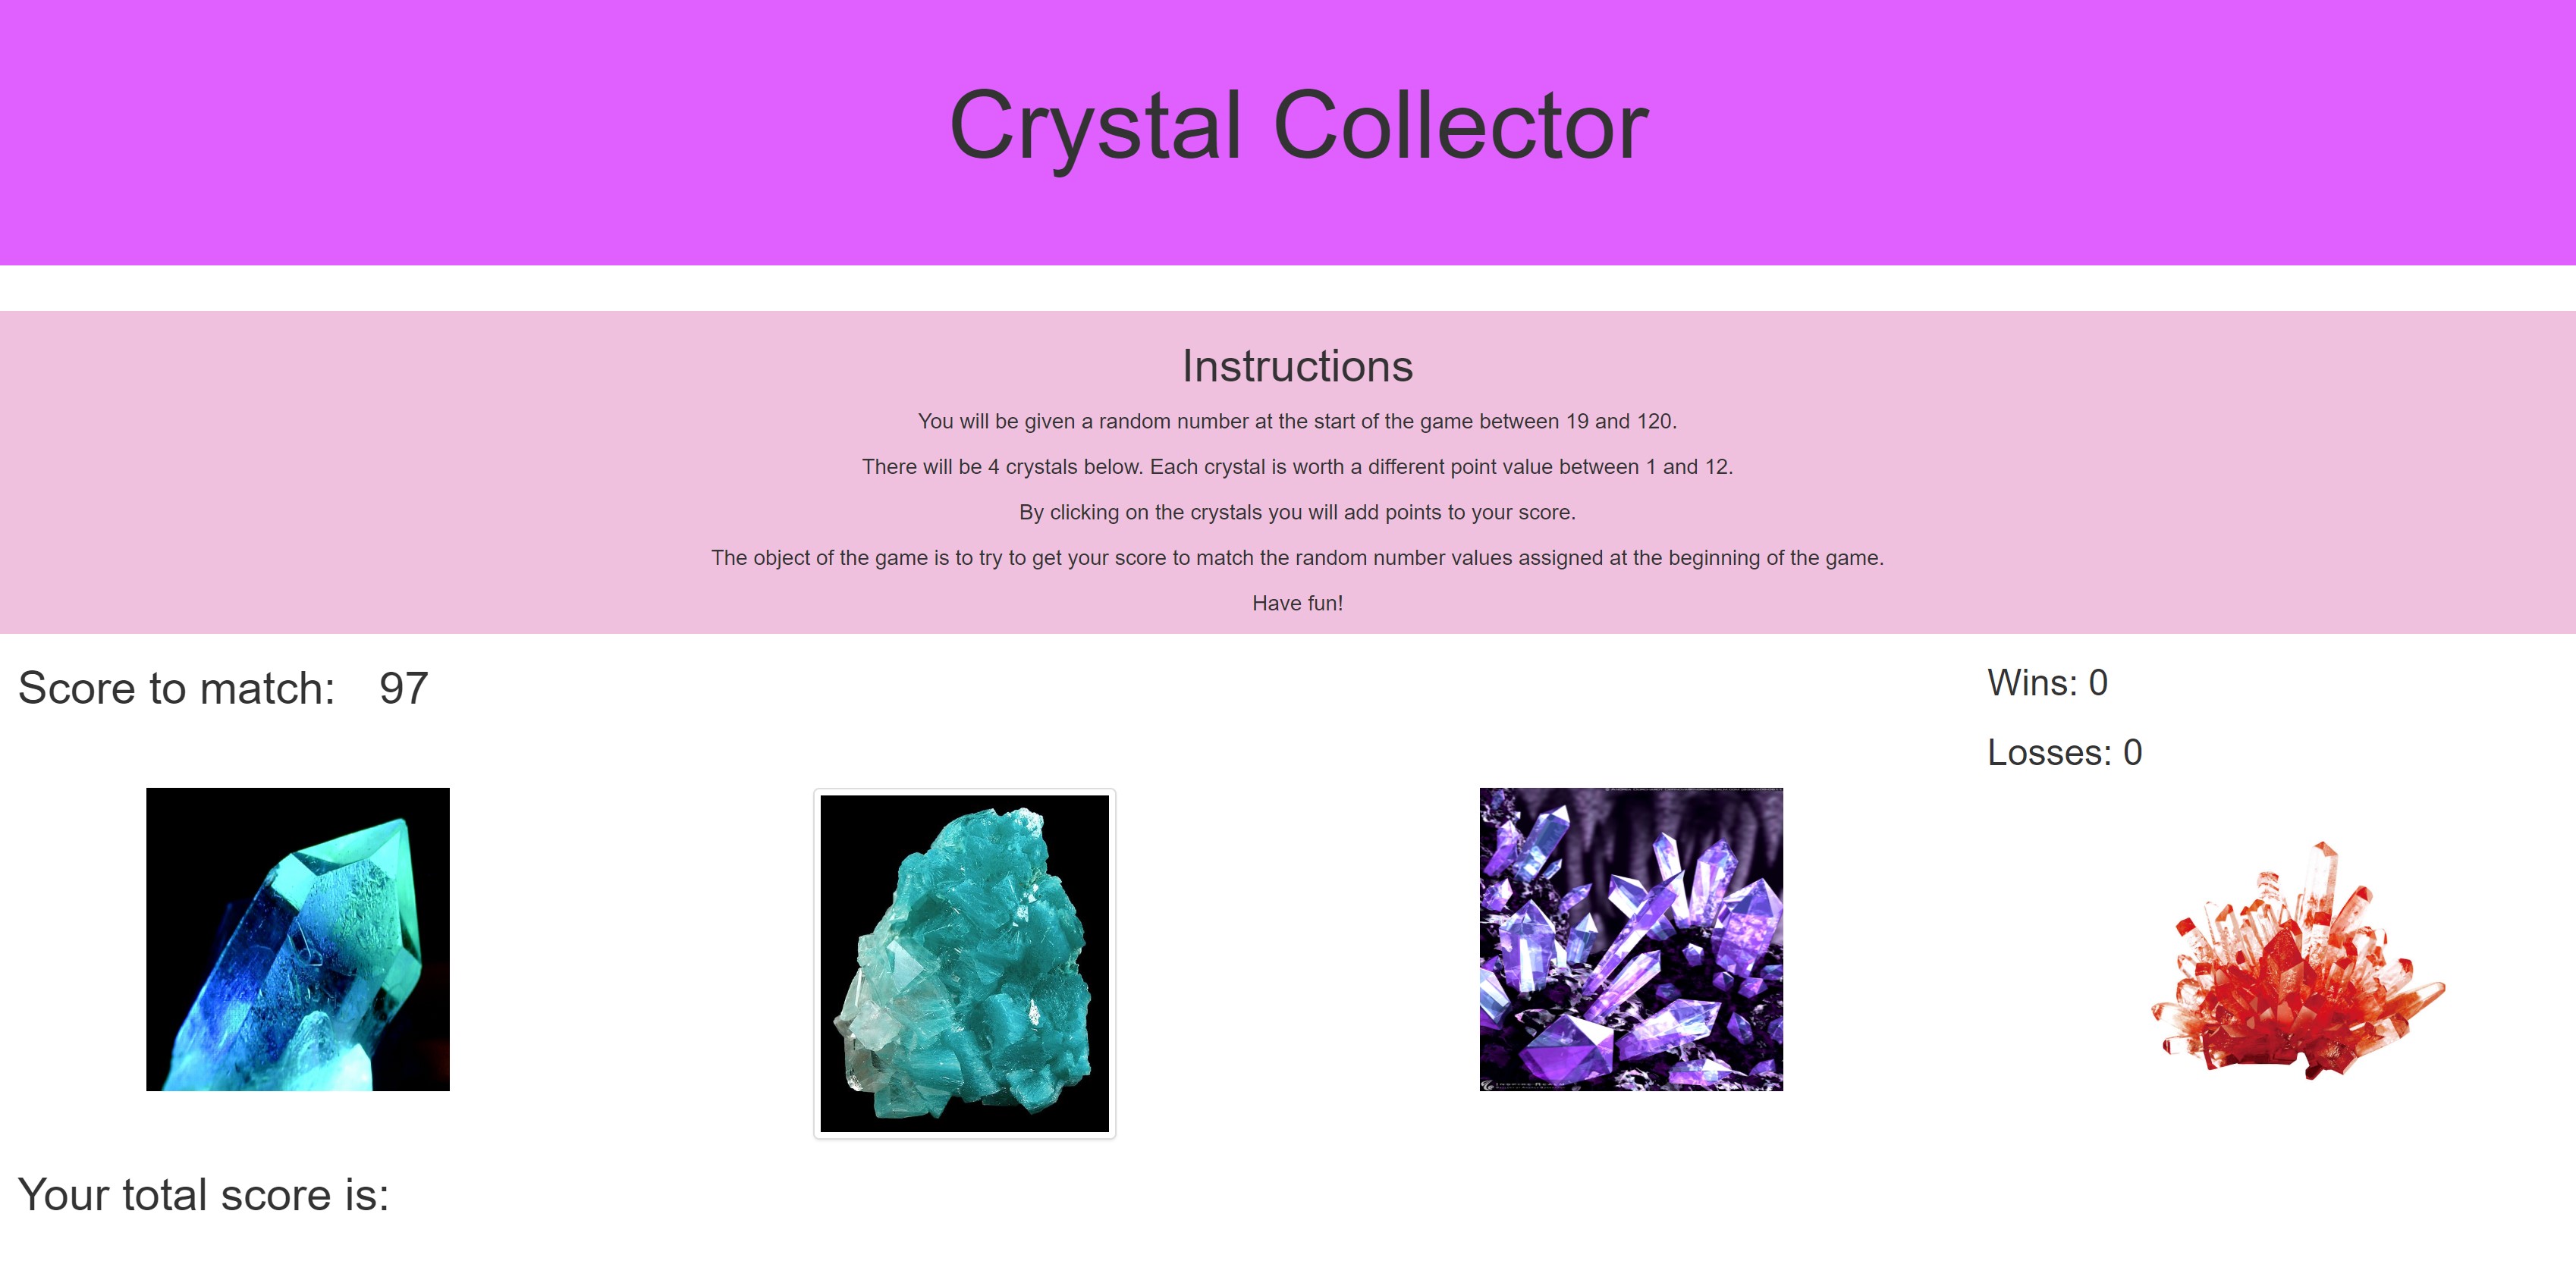 Crystal Collector
Instructions
You will be given a random number at the start of the game between 19 and 120.
There will be 4 crystals below. Each crystal is worth a different point value between 1 and 12.
By clicking on the crystals you will add points to your score.
The object of the game is to try to get your score to match the random number values assigned at the beginning of the game.
Have fun!
Score to match: 97
Wins: 0
Losses: 0
Your total score is: